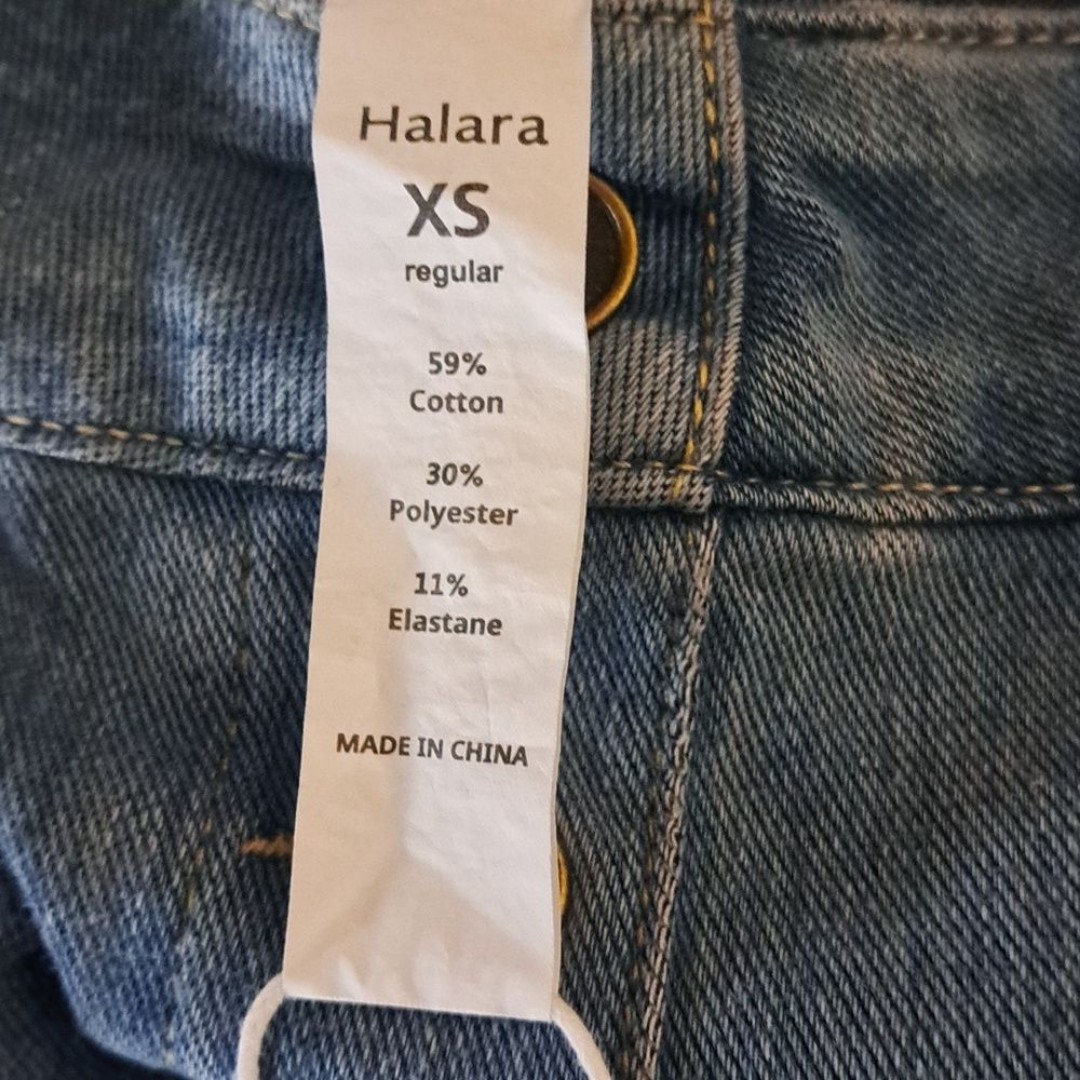 Halara
XS
regular
59%
Cotton
30%
Polyester
11%
Elastane
MADE IN CHINA